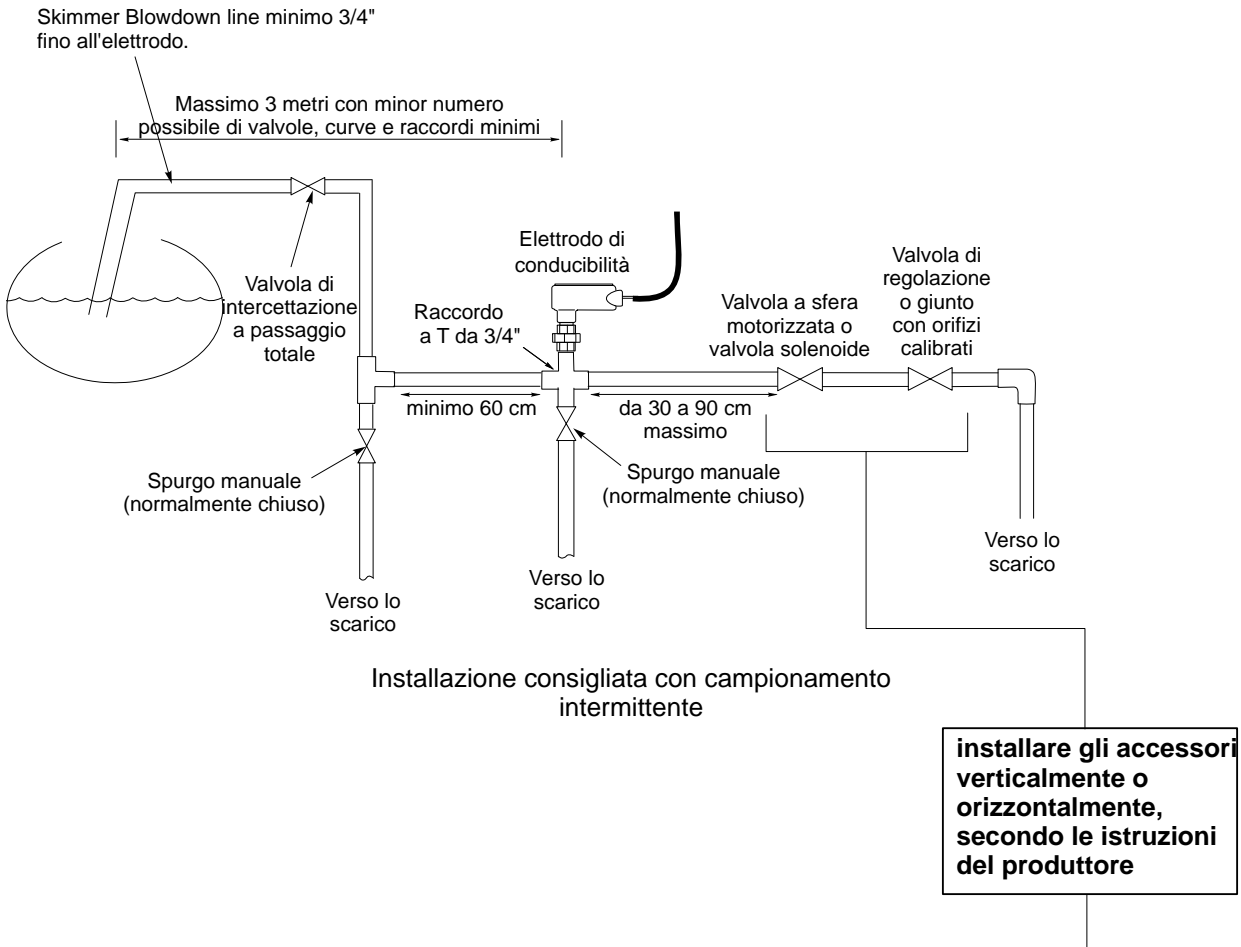 Skimmer Blowdown line minimo 3/4"
fino all'elettrodo.
Massimo 3 metri con minor numero
possibile di valvole, curve e raccordi minimi
Elettrodo di
conducibilità
Valvola di
regolazione
o giunto
con orifizi
calibrati
Valvola di
intercettazione
a passaggio
totale
Raccordo
a T da 3/4"
Valvola a sfera
motorizzata o
valvola solenoide
minimo 60 cm
da 30 a 90 cm
massimo
Spurgo manuale
(normalmente chiuso)
Spurgo manuale
(normalmente chiuso)
Verso lo
scarico
Verso lo
scarico
Verso lo
scarico
Installazione consigliata con campionamento
intermittente
installare gli accessori
verticalmente o
orizzontalmente,
secondo le istruzioni
del produttore